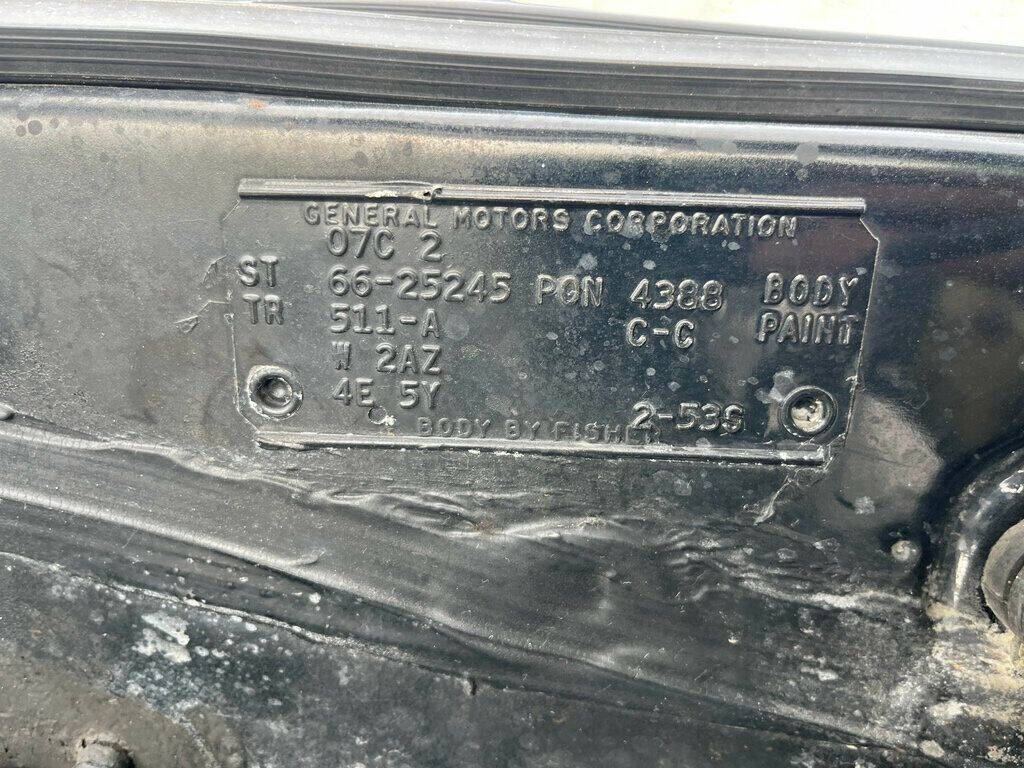 GENERAL MOTORS CORPORATION
07C 2
ST 66-25245 PON 4388 BODY
TR 511-A C-C PAINT
W 2AZ
4E 5Y 2-53S
BODY BY FISHER